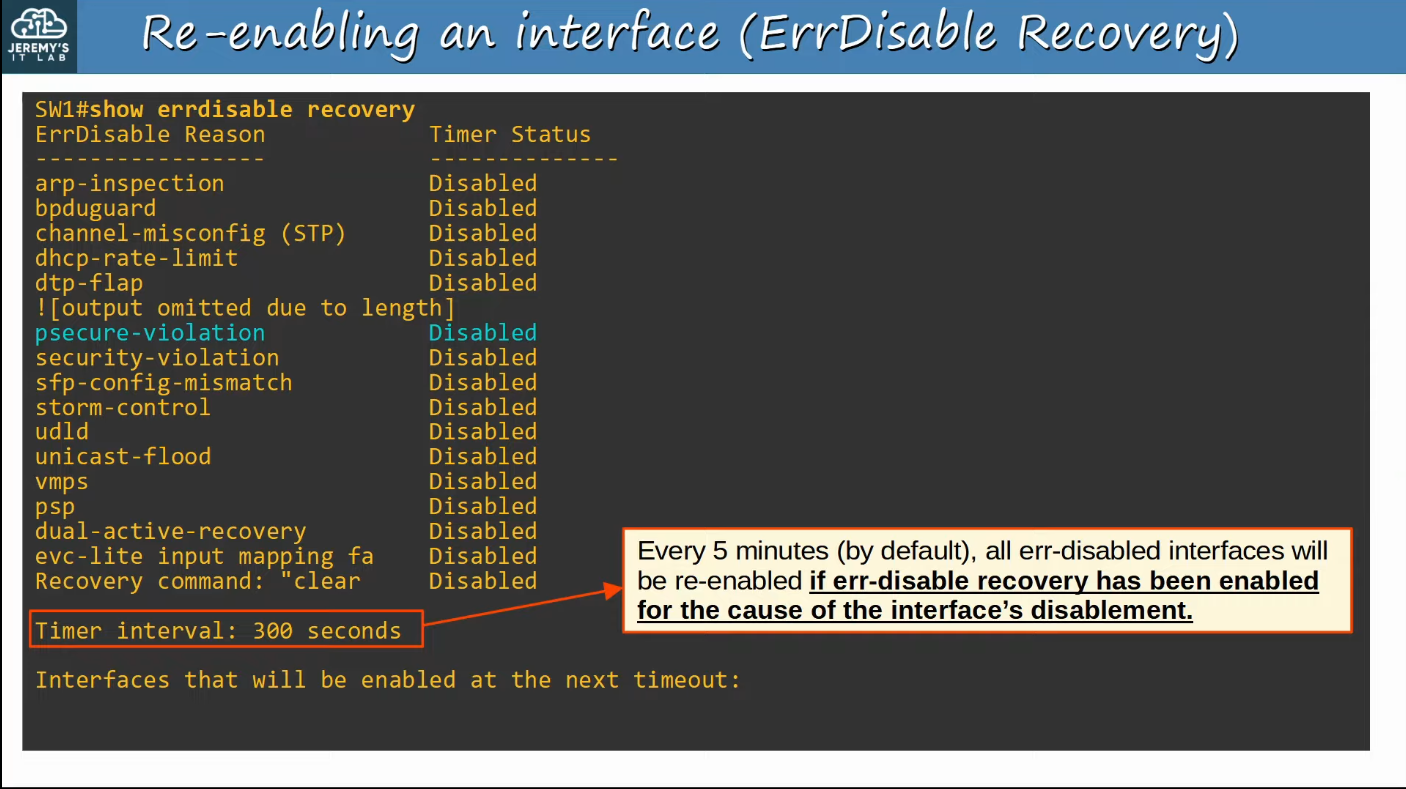 JEREMY'S
IT LAB
Re-enabling an interface (ErrDisable Recovery)
SW1#show errdisable recovery
ErrDisable Reason            Timer Status
-----------------            --------------
arp-inspection               Disabled
bpduguard                    Disabled
channel-misconfig (STP)      Disabled
dhcp-rate-limit              Disabled
dtp-flap                     Disabled
![output omitted due to length]
psecure-violation            Disabled
security-violation           Disabled
sfp-config-mismatch          Disabled
storm-control                Disabled
udld                         Disabled
unicast-flood                Disabled
vmps                         Disabled
psp                          Disabled
dual-active-recovery         Disabled
evc-lite input mapping fa    Disabled
Recovery command: "clear     Disabled
Timer interval: 300 seconds
Every 5 minutes (by default), all err-disabled interfaces will
be re-enabled if err-disable recovery has been enabled
for the cause of the interface's disablement.
Interfaces that will be enabled at the next timeout: